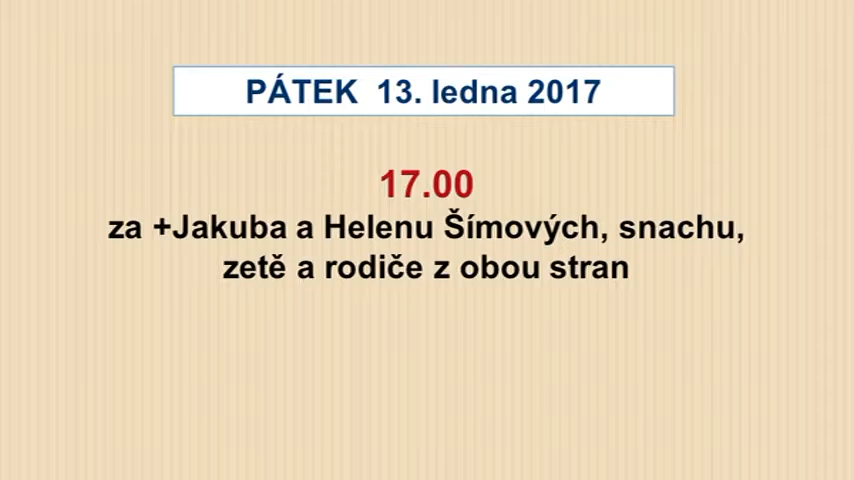 PÁTEK 13. ledna 2017
17.00
za +Jakuba a Helenu Šímových, snachu,
zetě a rodiče z obou stran